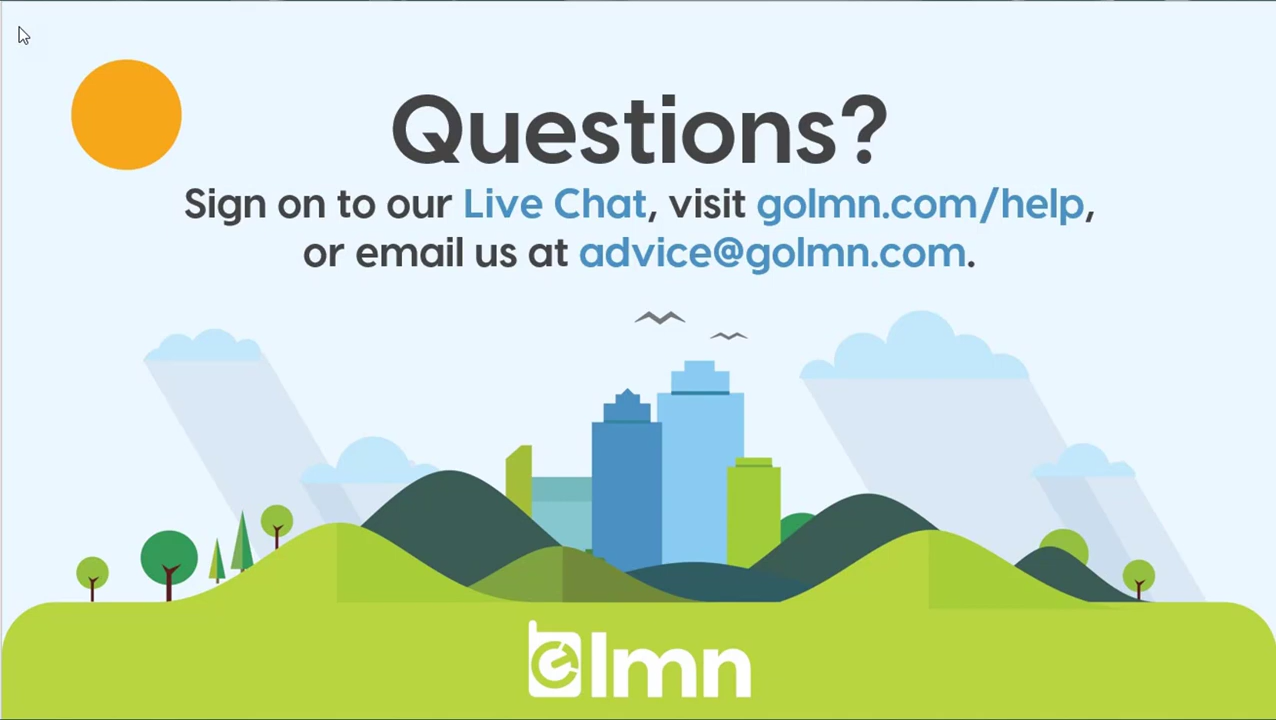 Questions?
Sign on to our Live Chat, visit golmn.com/help,
or email us at advice@golmn.com.
lmn